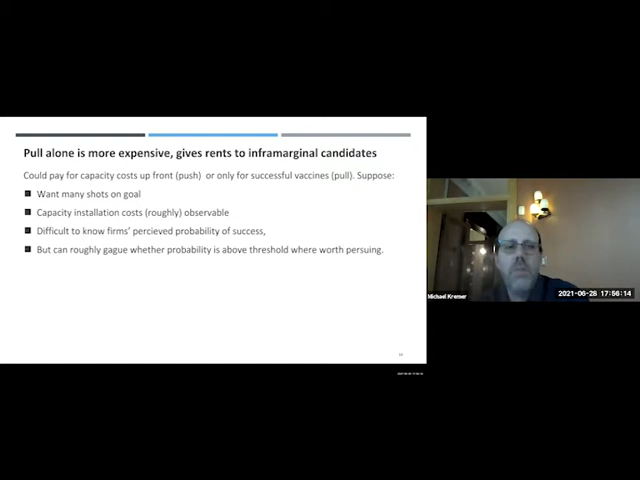 Pull alone is more expensive, gives rents to inframarginal candidates
Could pay for capacity costs up front (push) or only for successful vaccines (pull). Suppose:
Want many shots on goal
Capacity installation costs (roughly) observable
Difficult to know firms' percieved probability of success,
But can roughly gague whether probability is above threshold where worth persuing.
Michael Kremer
2021-06-28 17:56:14